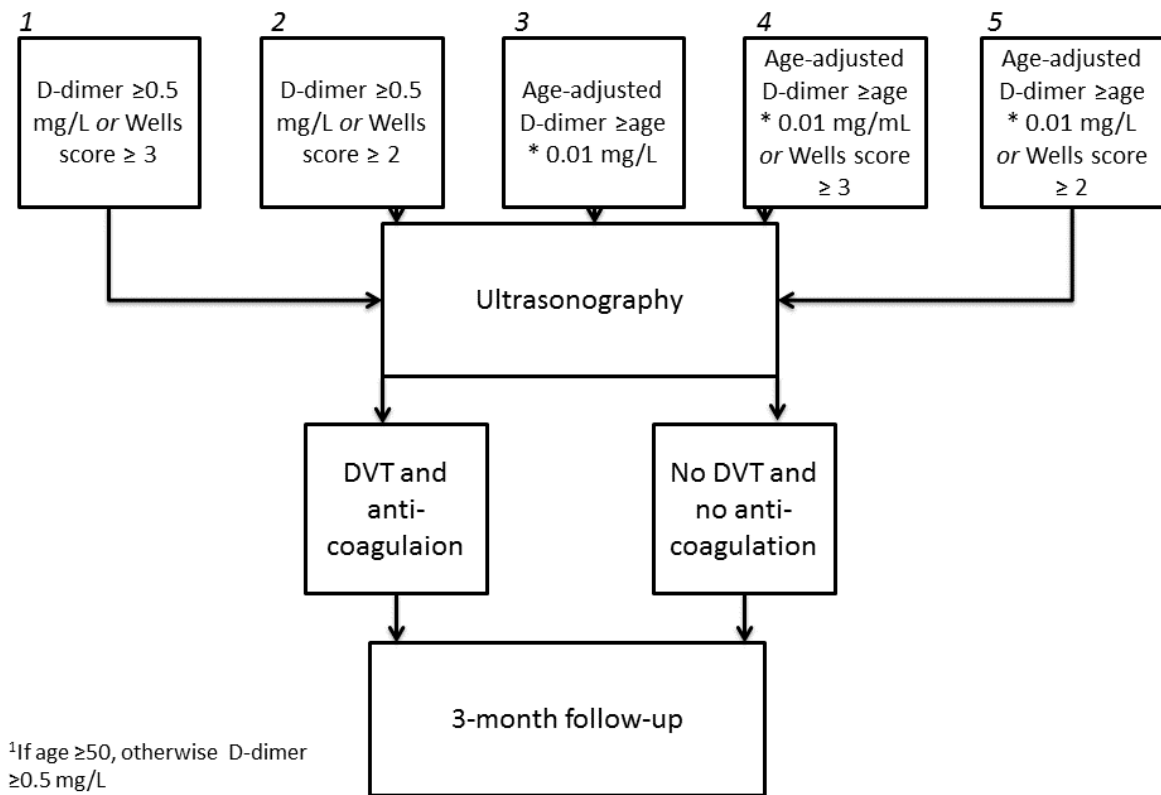 1
D-dimer ≥0.5
mg/L or Wells
score ≥ 3
2
D-dimer ≥0.5
mg/L or Wells
score ≥ 2
3
Age-adjusted
D-dimer ≥age
* 0.01 mg/L
4
Age-adjusted
D-dimer ≥age
* 0.01 mg/mL
or Wells score
≥ 3
5
Age-adjusted
D-dimer ≥age
* 0.01 mg/L
or Wells score
≥ 2
Ultrasonography
DVT and
anti-
coagulaion
No DVT and
no anti-
coagulation
3-month follow-up
¹If age ≥50, otherwise D-dimer
≥0.5 mg/L